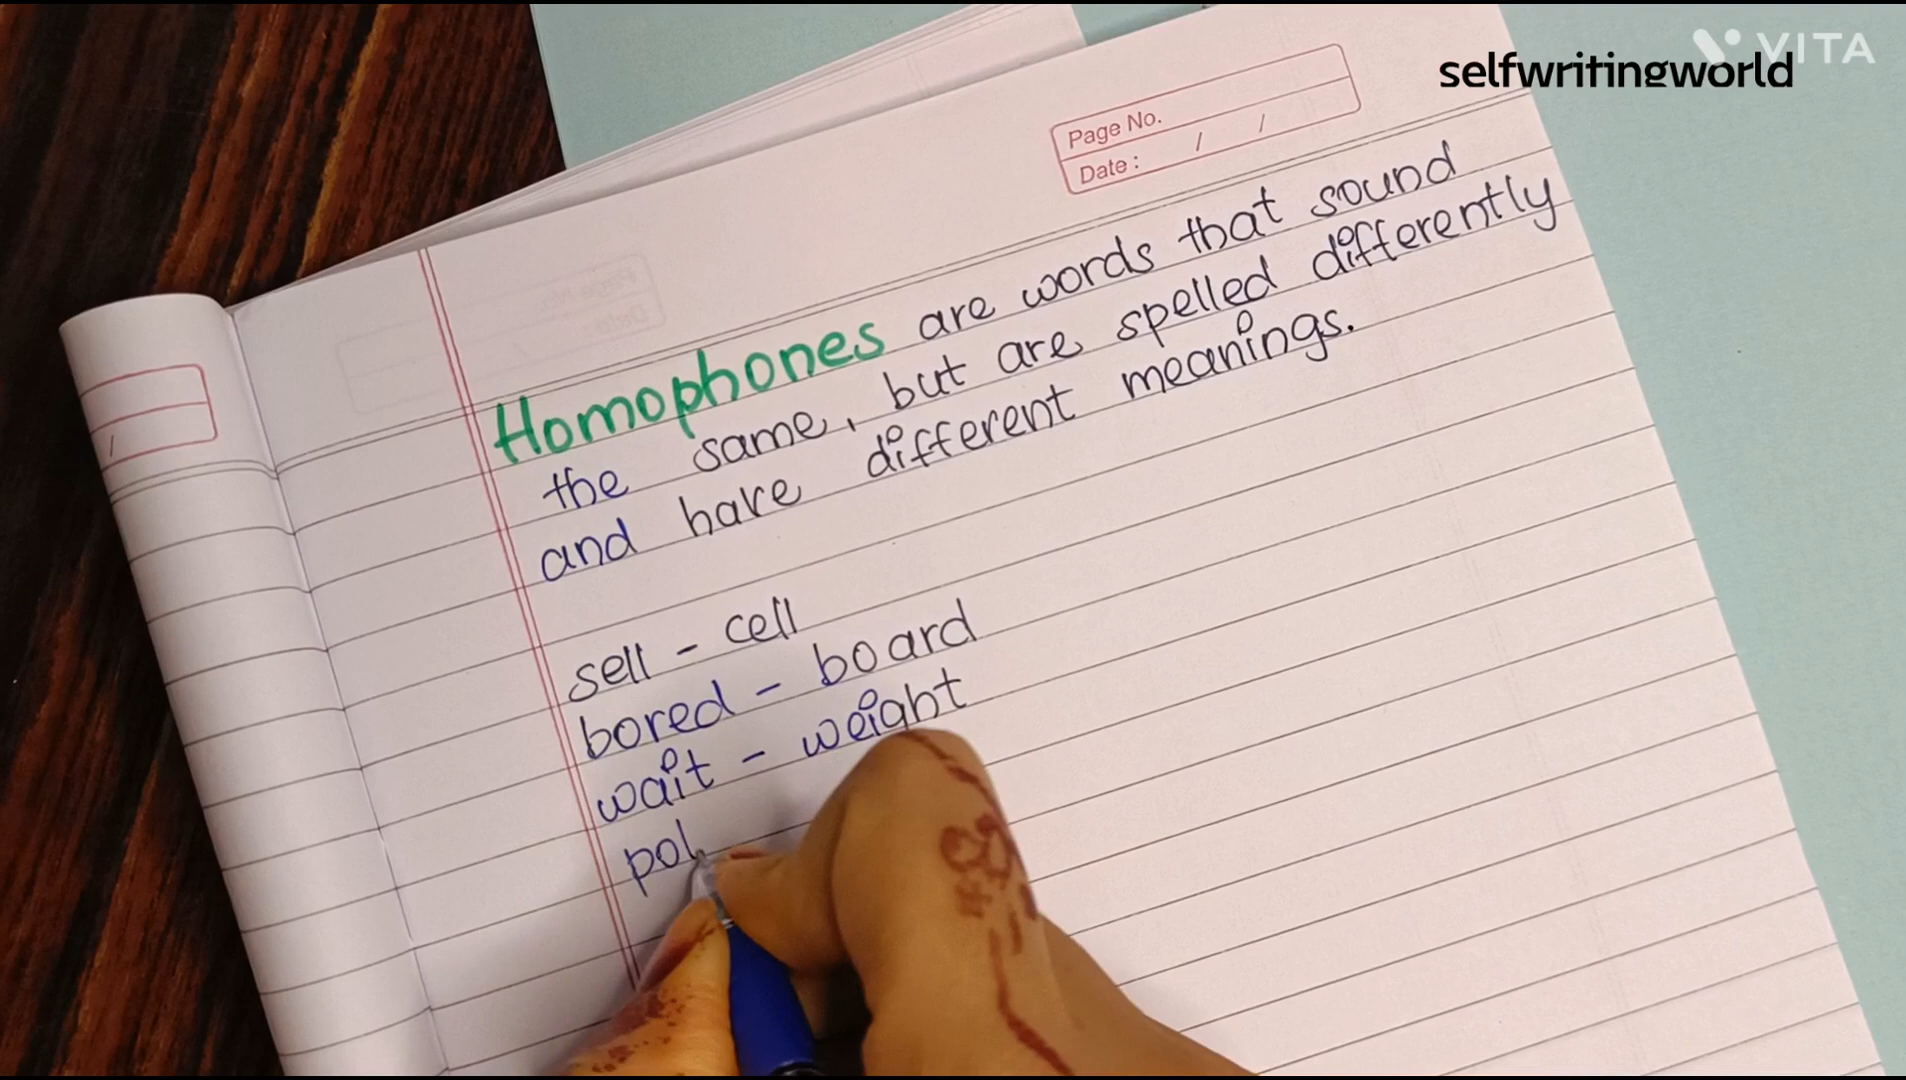 VITA
selfwritingworld
Page No.
Date : / /
Homophones are words that sound
the same, but are spelled differently
and have different meanings.
sell - cell
bored - board
wait - weight